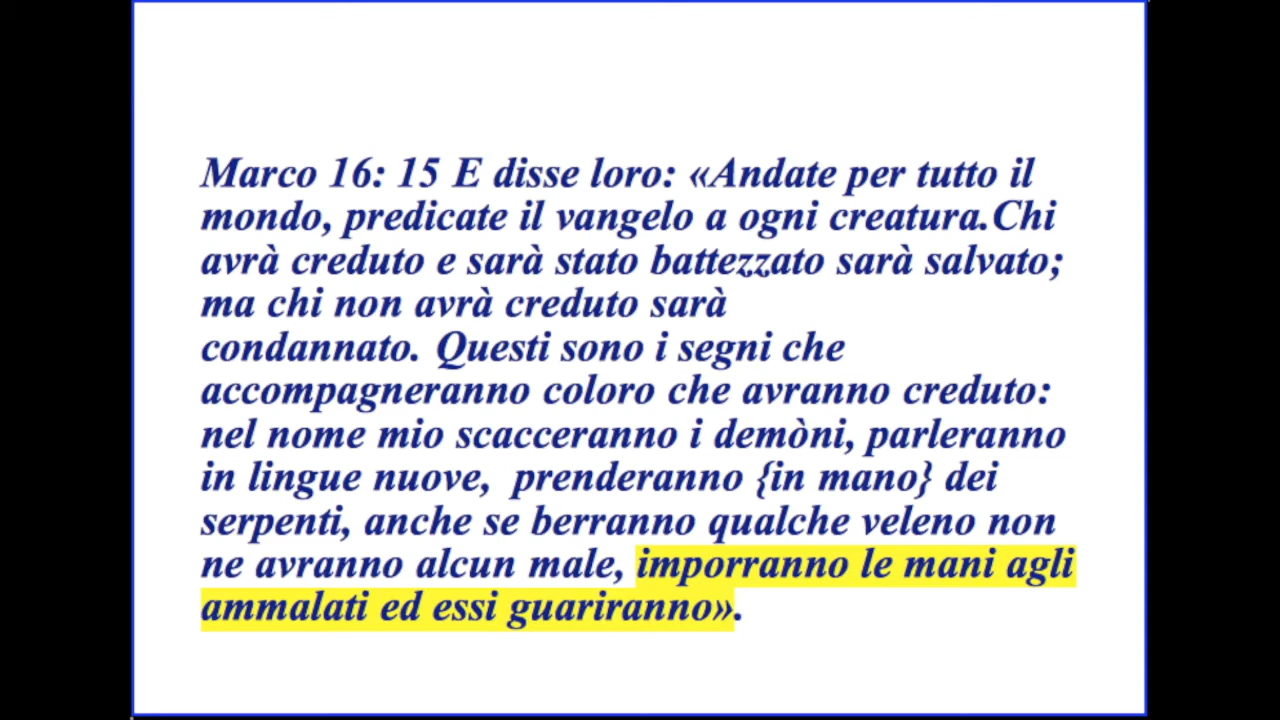 Marco 16: 15 E disse loro: «Andate per tutto il
mondo, predicate il vangelo a ogni creatura.Chi
avrà creduto e sarà stato battezzato sarà salvato;
ma chi non avrà creduto sarà
condannato. Questi sono i segni che
accompagneranno coloro che avranno creduto:
nel nome mio scacceranno i demòni, parleranno
in lingue nuove,  prenderanno {in mano} dei
serpenti, anche se berranno qualche veleno non
ne avranno alcun male, imporranno le mani agli
ammalati ed essi guariranno».